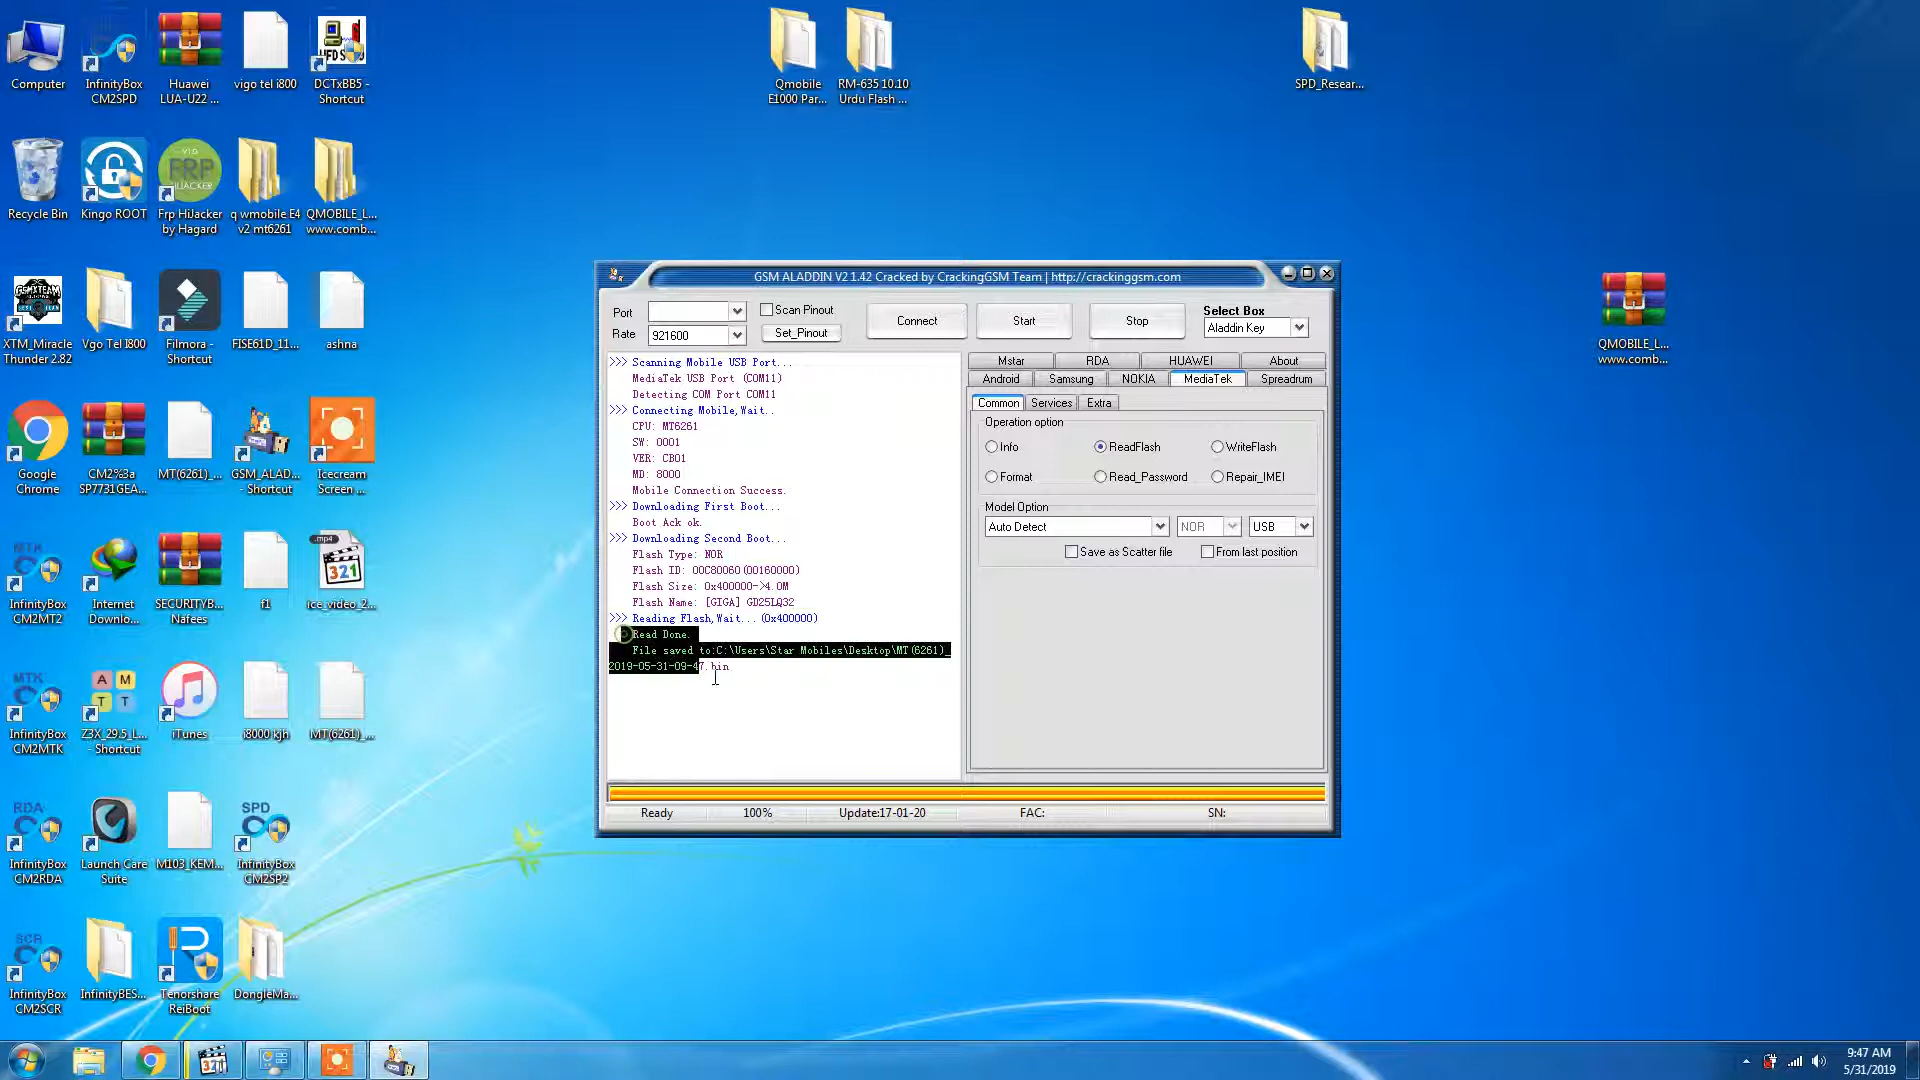 Computer
InfinityBox
CM2SPD
Huawei
LUA-U22 ...
vigo tel i800
DCTxBB5 -
Shortcut
Qmobile
E1000 Par...
RM-635 10.10
Urdu Flash ...
SPD_Resear...
Recycle Bin
Kingo ROOT
V1.0
FRP
HIJACKER
Frp HiJacker
by Hagard
q wmobile E4
v2 mt6261
QMOBILE_L...
www.comb...
XTM_Miracle
Thunder 2.82
Vgo Tel I800
Filmora -
Shortcut
FISE61D_11...
ashna
QMOBILE_L...
www.comb...
Google
Chrome
CM2%3a
SP7731GEA...
MT(6261)_...
GSM_ALAD...
- Shortcut
Icecream
Screen ...
MTK
InfinityBox
CM2MT2
Internet
Downlo...
SECURITYB...
Nafees
f1
.mp4
321
ice_video_2...
MTK
InfinityBox
CM2MTK
A M
T T
Z3X_29.5_L...
- Shortcut
iTunes
i8000 kjh
MT(6261)_...
RDA
InfinityBox
CM2RDA
Launch Care
Suite
M103_KEM...
SPD
InfinityBox
CM2SP2
SCR
InfinityBox
CM2SCR
InfinityBES...
Tenorshare
ReiBoot
DongleMa...
GSM ALADDIN V2 1.42 Cracked by CrackingGSM Team | http://crackinggsm.com
Port
Scan Pinout
Rate
921600
Set_Pinout
Connect
Start
Stop
Select Box
Aladdin Key
>>> Scanning Mobile USB Port...
MediaTek USB Port (COM11)
Detecting COM Port COM11
>>> Connecting Mobile,Wait..
CPU: MT6261
SW: 0001
VER: CB01
MD: 8000
Mobile Connection Success.
>>> Downloading First Boot...
Boot Ack ok.
>>> Downloading Second Boot...
Flash Type: NOR
Flash ID: 00C80060(00160000)
Flash Size: 0x400000->4.0M
Flash Name: [GIGA] GD25LQ32
>>> Reading Flash,Wait...(0x400000)
Read Done.
File saved to:C:\Users\Star Mobiles\Desktop\MT(6261)_
2019-05-31-09-47.bin
Mstar
RDA
HUAWEI
About
Android
Samsung
NOKIA
MediaTek
Spreadrum
Common
Services
Extra
Operation option
Info
ReadFlash
WriteFlash
Format
Read_Password
Repair_IMEI
Model Option
Auto Detect
NOR
USB
Save as Scatter file
From last position
Ready
100%
Update:17-01-20
FAC:
SN:
321
9:47 AM
5/31/2019